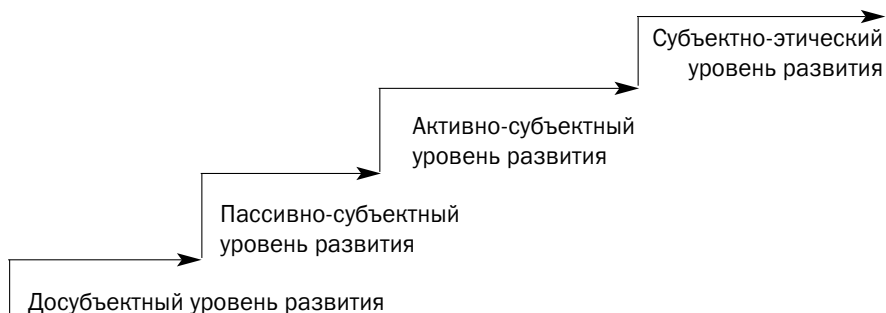 Субъектно-этический
уровень развития
Активно-субъектный
уровень развития
Пассивно-субъектный
уровень развития
Досубъектный уровень развития